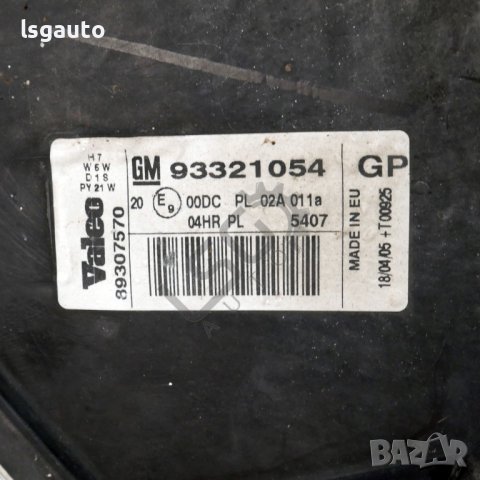 lsgauto
H7
W5W
D1S
PY21W
Valeo
89307570
GM 93321054 GP
20 E9 00DC PL 02A 011a
04HR PL 5407
MADE IN EU
18/04/05 +T00925
BAZAR